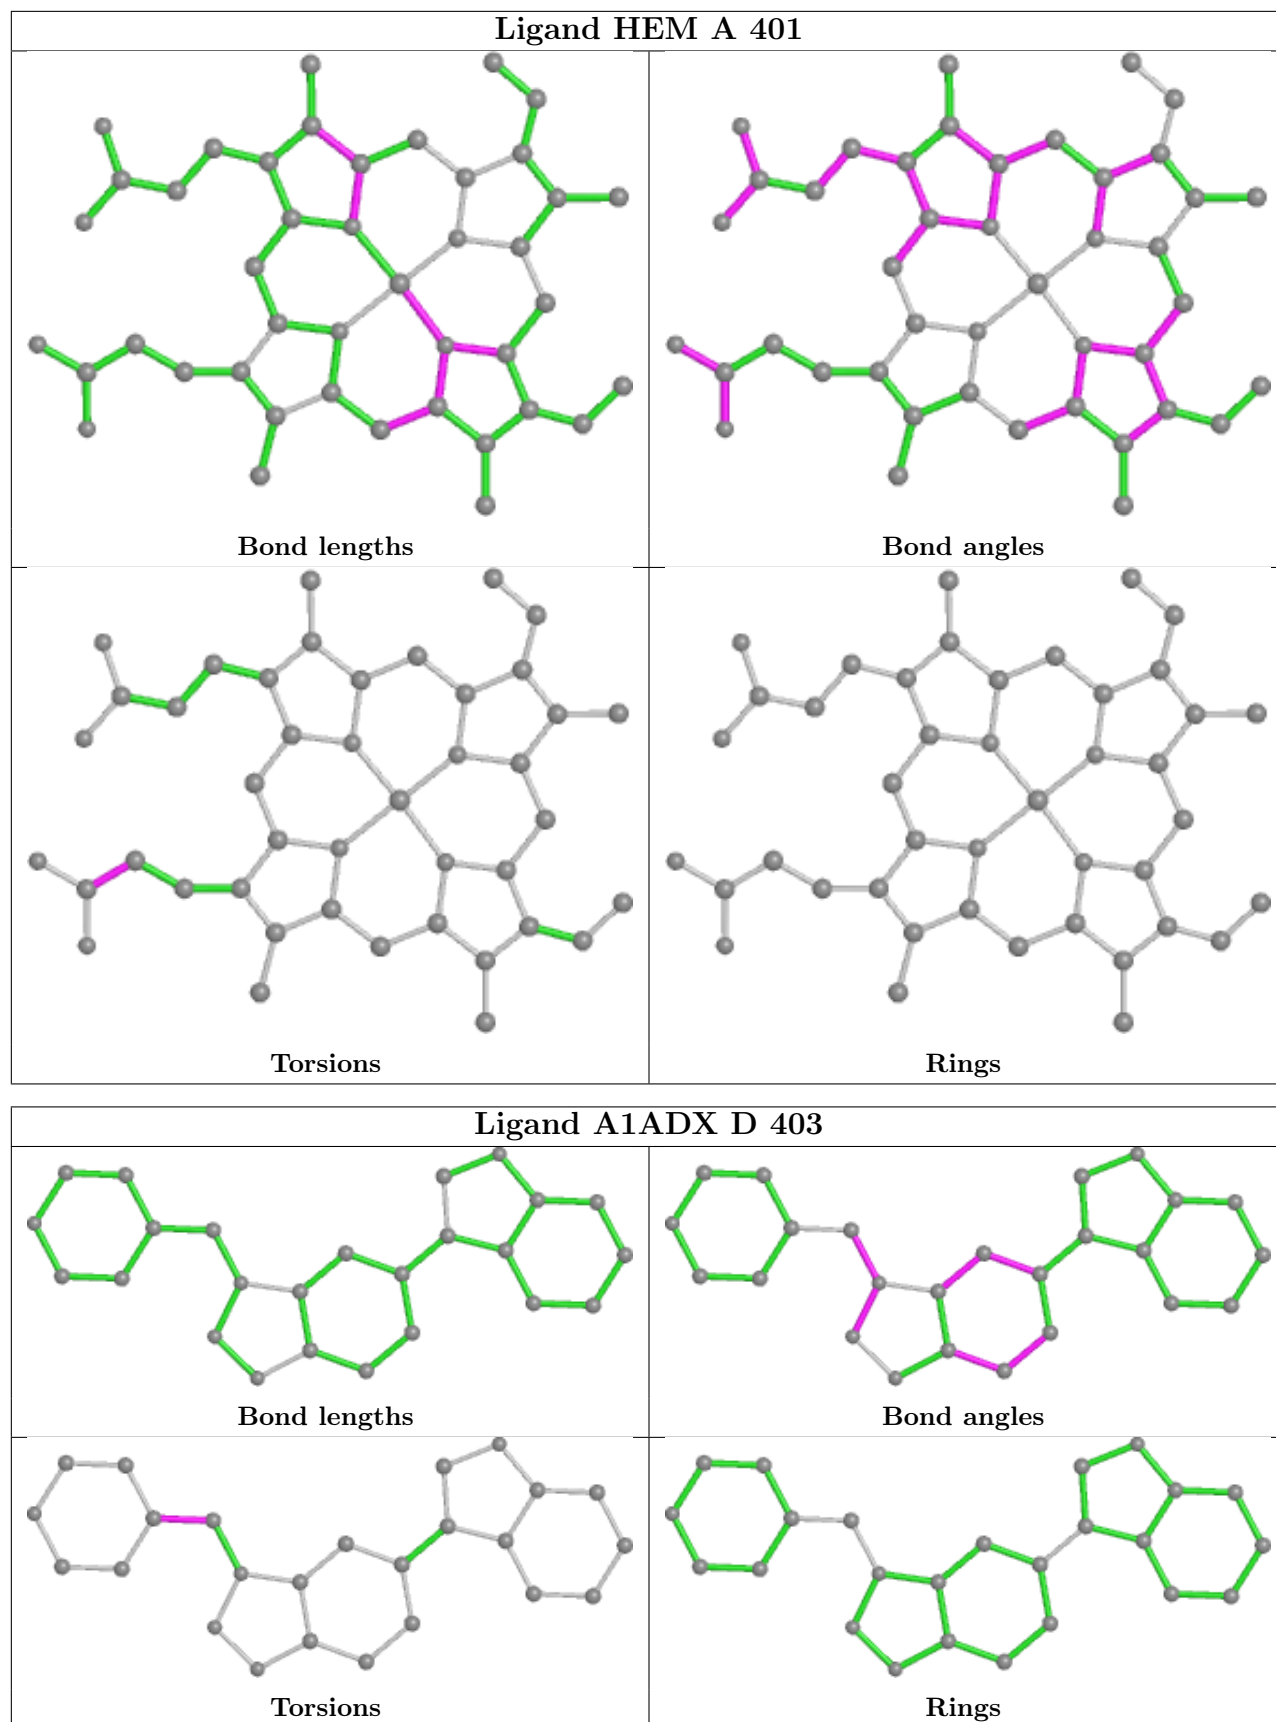 Ligand HEM A 401
Bond lengths
Bond angles
Torsions
Rings
Ligand A1ADX D 403
Bond lengths
Bond angles
Torsions
Rings